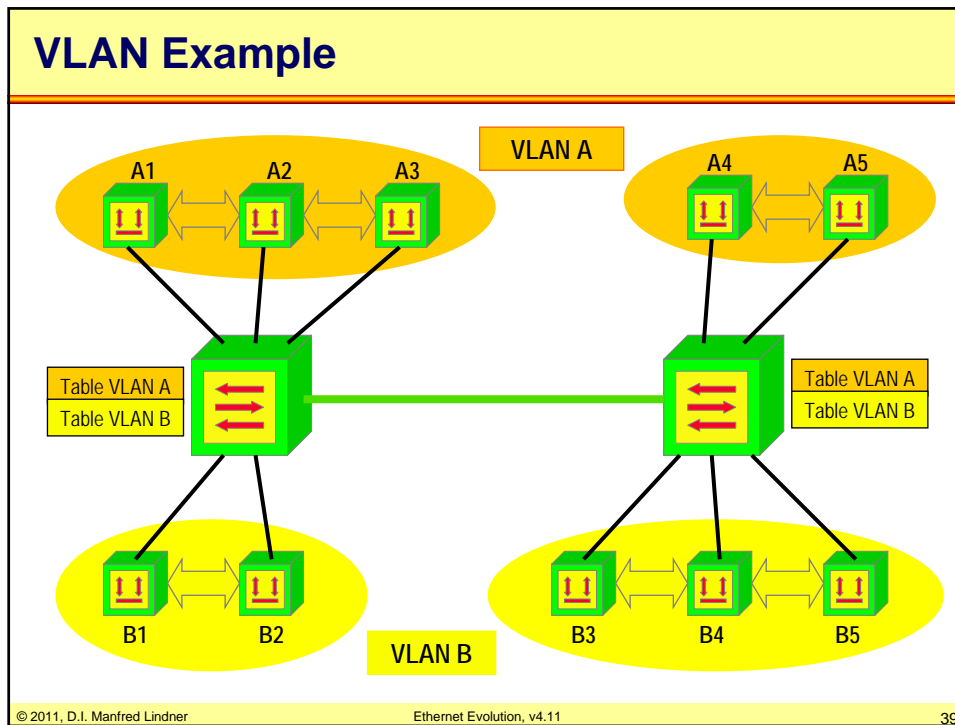 VLAN Example
VLAN A
A1 A2 A3 A4 A5
Table VLAN A
Table VLAN B
Table VLAN A
Table VLAN B
B1 B2 B3 B4 B5
VLAN B
© 2011, D.I. Manfred Lindner Ethernet Evolution, v4.11 39